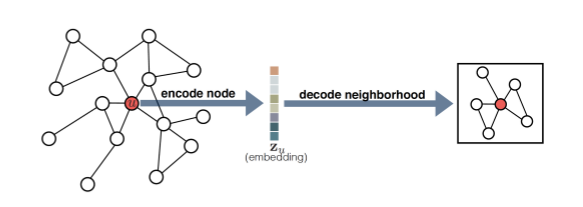 encode node
decode neighborhood
u
z_u
(embedding)